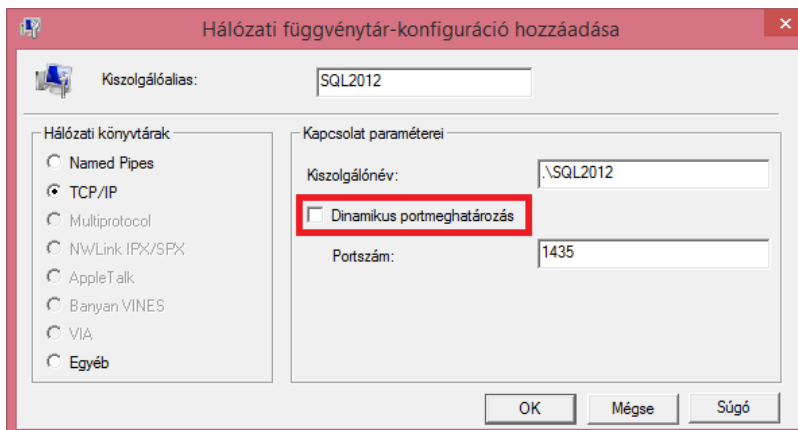 Hálózati függvénytár-konfiguráció hozzáadása
Kiszolgálóalias:
SQL2012
Hálózati könyvtárak
Named Pipes
TCP/IP
Multiprotocol
NWLink IPX/SPX
AppleTalk
Banyan VINES
VIA
Egyéb
Kapcsolat paraméterei
Kiszolgálónév:
.\SQL2012
Dinamikus portmeghatározás
Portszám:
1435
OK
Mégse
Súgó